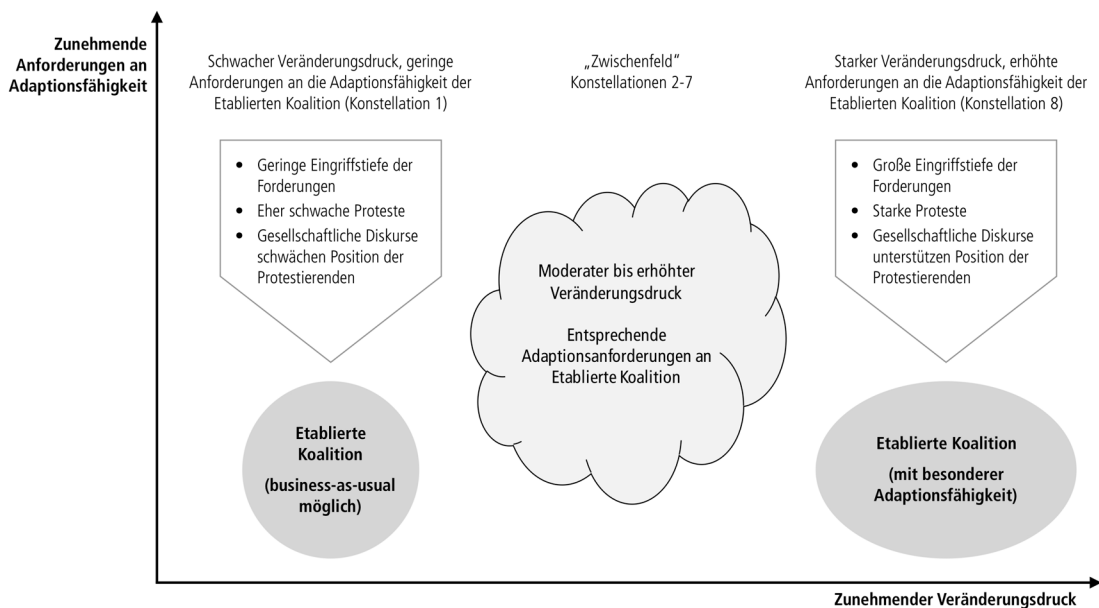 Zunehmende
Anforderungen an
Adaptionsfähigkeit
Schwacher Veränderungsdruck, geringe
Anforderungen an die Adaptionsfähigkeit der
Etablierten Koalition (Konstellation 1)
• Geringe Eingriffstiefe der
Forderungen
• Eher schwache Proteste
• Gesellschaftliche Diskurse
schwächen Position der
Protestierenden
Etablierte
Koalition
(business-as-usual
möglich)
„Zwischenfeld"
Konstellationen 2-7
Moderater bis erhöhter
Veränderungsdruck
Entsprechende
Adaptionsanforderungen an
Etablierte Koalition
Starker Veränderungsdruck, erhöhte
Anforderungen an die Adaptionsfähigkeit der
Etablierten Koalition (Konstellation 8)
• Große Eingriffstiefe der
Forderungen
• Starke Proteste
• Gesellschaftliche Diskurse
unterstützen Position der
Protestierenden
Etablierte Koalition
(mit besonderer
Adaptionsfähigkeit)
Zunehmender Veränderungsdruck